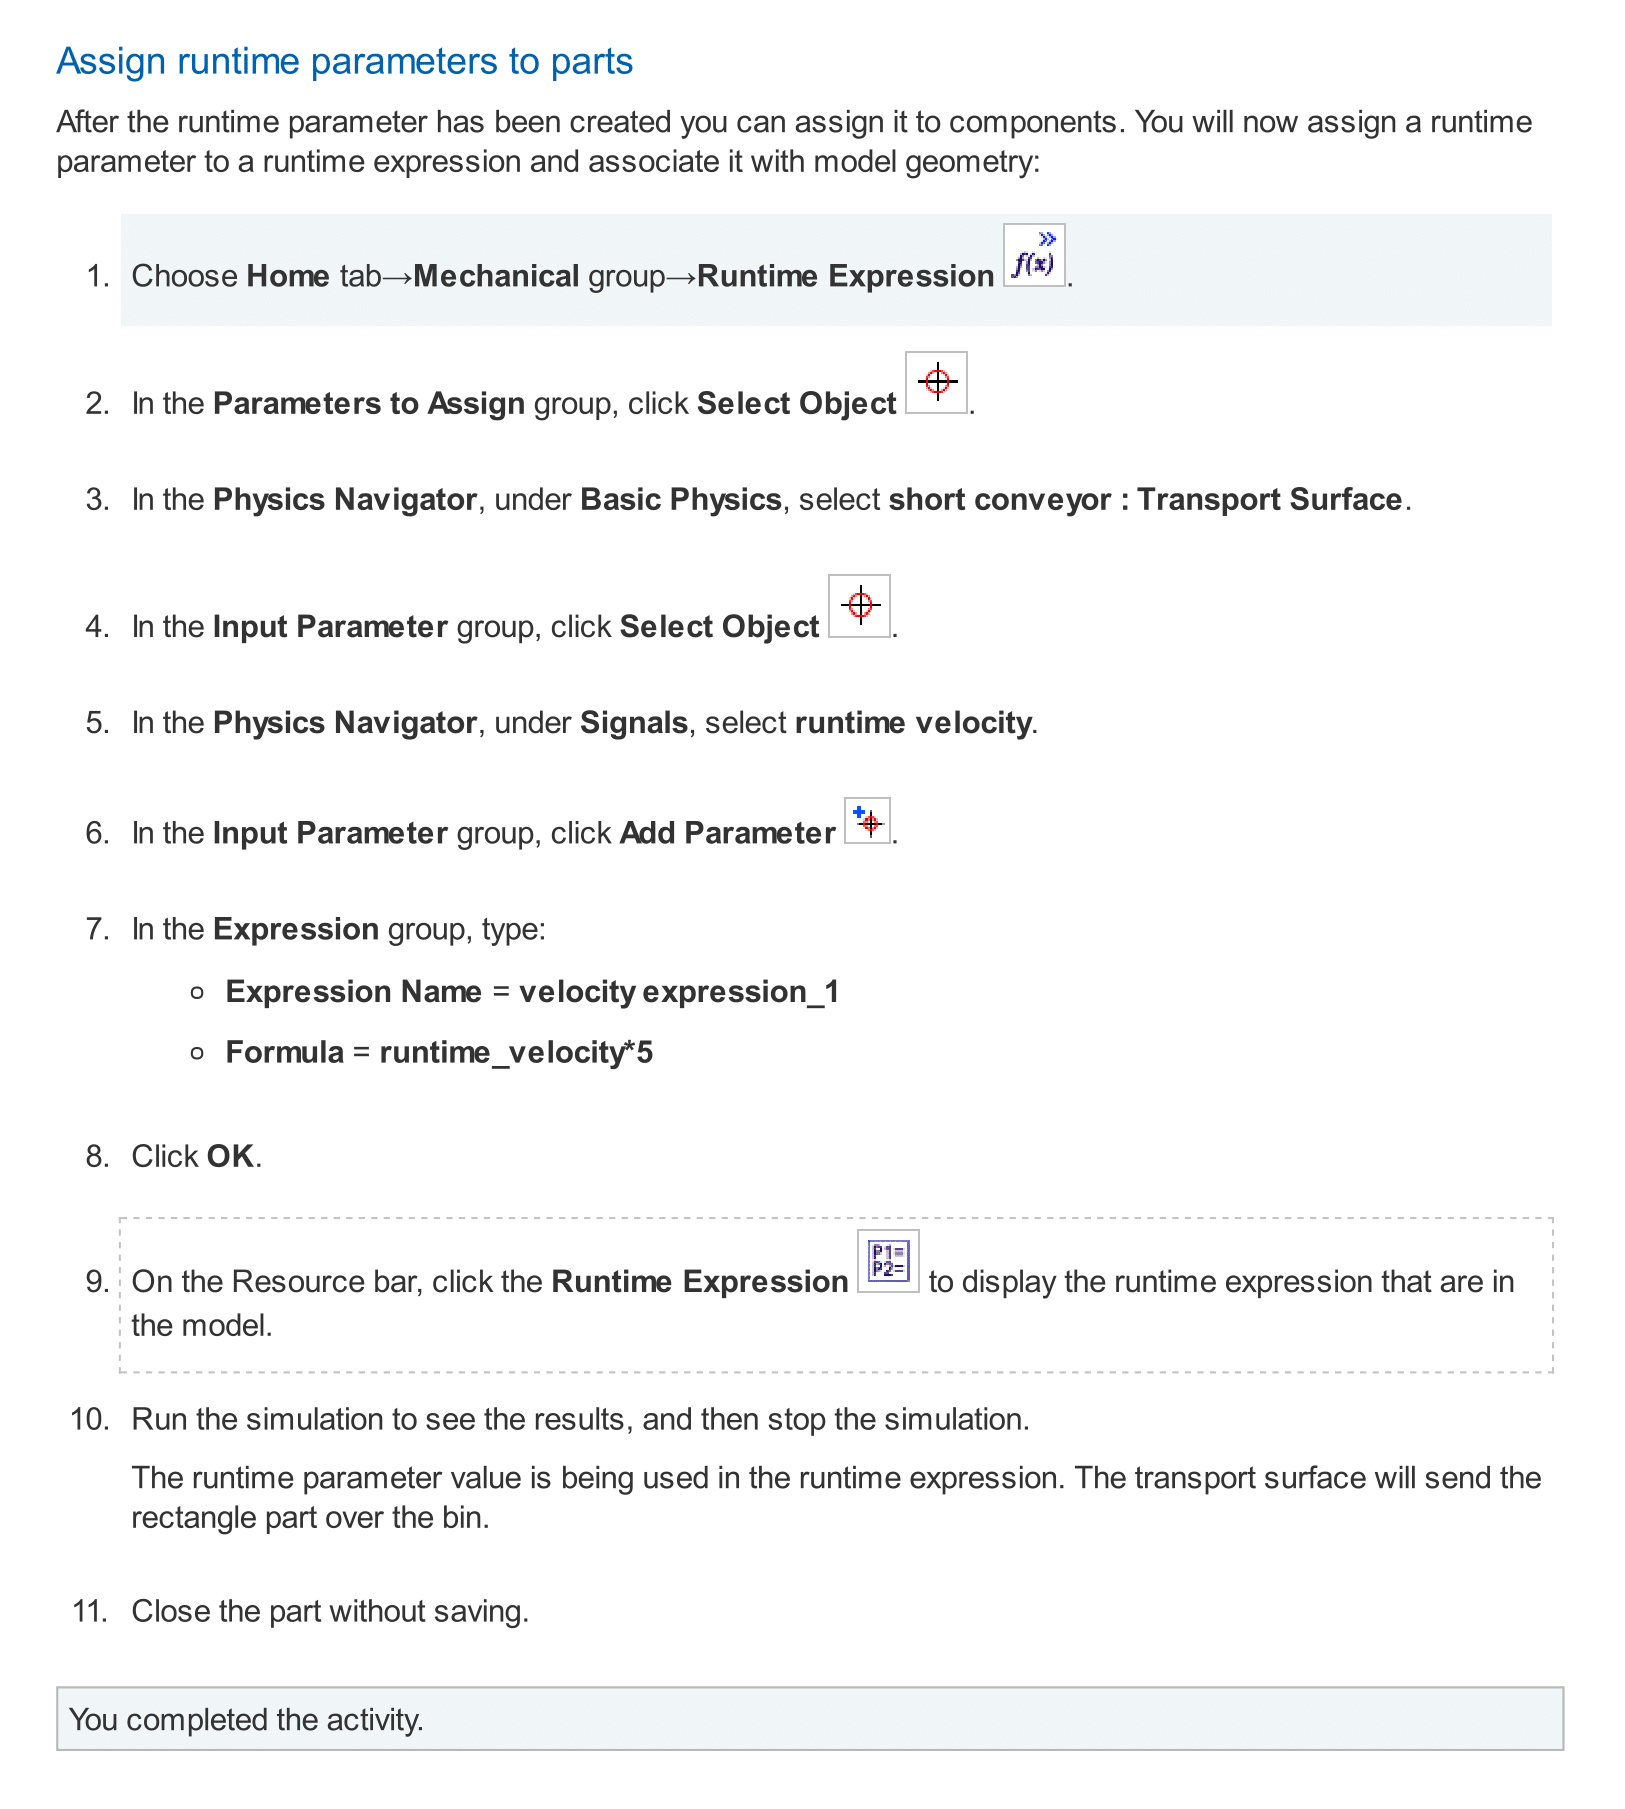 Assign runtime parameters to parts
After the runtime parameter has been created you can assign it to components. You will now assign a runtime
parameter to a runtime expression and associate it with model geometry:
1. Choose Home tab→Mechanical group→Runtime Expression f(x).
2. In the Parameters to Assign group, click Select Object .
3. In the Physics Navigator, under Basic Physics, select short conveyor : Transport Surface.
4. In the Input Parameter group, click Select Object .
5. In the Physics Navigator, under Signals, select runtime velocity.
6. In the Input Parameter group, click Add Parameter .
7. In the Expression group, type:
o Expression Name = velocity expression_1
o Formula = runtime_velocity*5
8. Click OK.
9. On the Resource bar, click the Runtime Expression P1= P2= to display the runtime expression that are in
the model.
10. Run the simulation to see the results, and then stop the simulation.
The runtime parameter value is being used in the runtime expression. The transport surface will send the
rectangle part over the bin.
11. Close the part without saving.
You completed the activity.